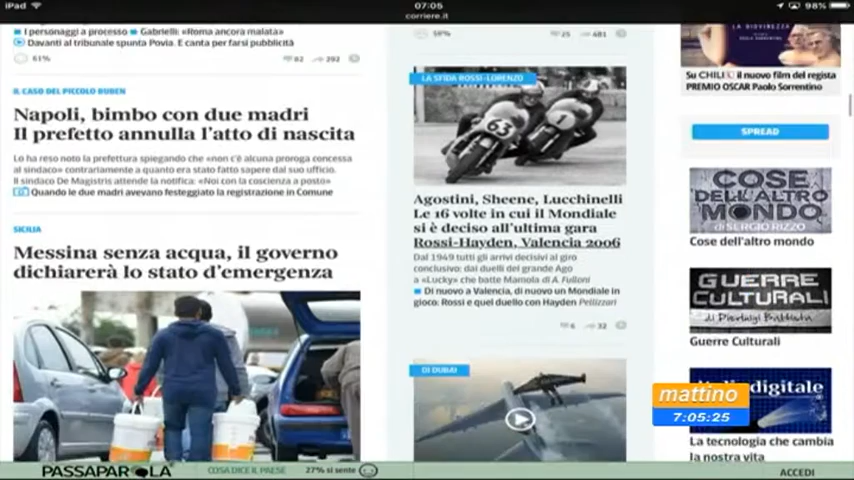 iPad
07:05
98%
corriere.it
I personaggi a processo Gabrielli: «Roma ancora malata»
Davanti al tribunale spunta Povia. E canta per farsi pubblicità
61%
82
292
IL CASO DEL PICCOLO RUBEN
Napoli, bimbo con due madri
Il prefetto annulla l'atto di nascita
Lo ha reso noto la prefettura spiegando che «non c'è alcuna proroga concessa
al sindaco» contrariamente a quanto era stato fatto sapere dal suo ufficio.
Il sindaco De Magistris attende la notifica: «Noi con la coscienza a posto»
Quando le due madri avevano festeggiato la registrazione in Comune
SICILIA
Messina senza acqua, il governo
dichiarerà lo stato d'emergenza
25
481
LA SFIDA ROSSI-LORENZO
63
1
Agostini, Sheene, Lucchinelli
Le 16 volte in cui il Mondiale
si è deciso all'ultima gara
Rossi-Hayden, Valencia 2006
Dal 1949 tutti gli arrivi decisivi al giro
conclusivo: dai duelli del grande Ago
a «Lucky» che batte Mamola di A. Fulloni
Di nuovo a Valencia, di nuovo un Mondiale in
gioco: Rossi e quel duello con Hayden Pellizzari
6
32
DI DUBAI
LA GIOVINEZZA
Su CHILI il nuovo film del regista
PREMIO OSCAR Paolo Sorrentino
SPREAD
COSE
DELL'ALTRO
MONDO
di SERGIO RIZZO
Cose dell'altro mondo
GUERRE
CULTURALI
di Pierluigi Battista
Guerre Culturali
digitale
La tecnologia che cambia
la nostra vita
mattino
7:05:25
PASSAPAROLA
COSA DICE IL PAESE
27% si sente
ACCEDI